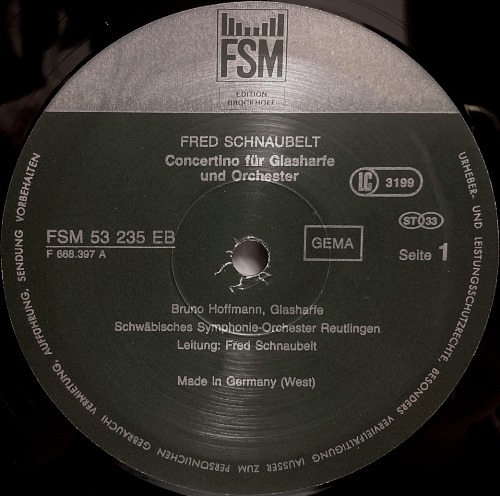 FSM
EDITION
BROCKHOFF
FRED SCHNAUBELT
Concertino für Glasharfe
und Orchester
LC 3199
ST 33
FSM 53 235 EB
F 668.397 A
GEMA
Seite 1
Bruno Hoffmann, Glasharfe
Schwäbisches Symphonie-Orchester Reutlingen
Leitung: Fred Schnaubelt
Made in Germany (West)
URHEBER- UND LEISTUNGSSCHUTZRECHTE, BESONDERS VERVIELFÄLTIGUNG (AUSSER ZUM PERSÖNLICHEN GEBRAUCH) VERMIETUNG, AUFFÜHRUNG, SENDUNG VORBEHALTEN